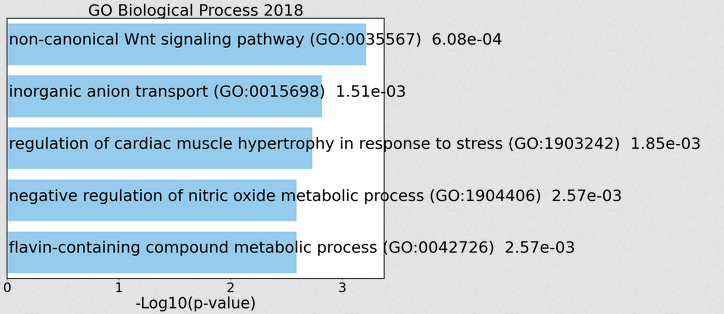 GO Biological Process 2018
non-canonical Wnt signaling pathway (GO:0035567) 6.08e-04
inorganic anion transport (GO:0015698) 1.51e-03
regulation of cardiac muscle hypertrophy in response to stress (GO:1903242) 1.85e-03
negative regulation of nitric oxide metabolic process (GO:1904406) 2.57e-03
flavin-containing compound metabolic process (GO:0042726) 2.57e-03
0 1 2 3
-Log10(p-value)